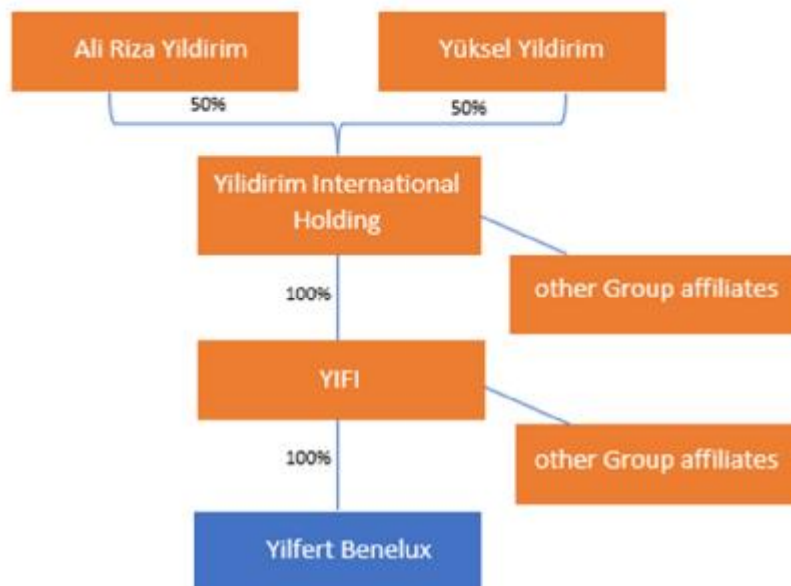 Ali Riza Yildirim
Yüksel Yildirim
50%
50%
Yilidirim International
Holding
other Group affiliates
100%
YIFI
other Group affiliates
100%
Yilfert Benelux